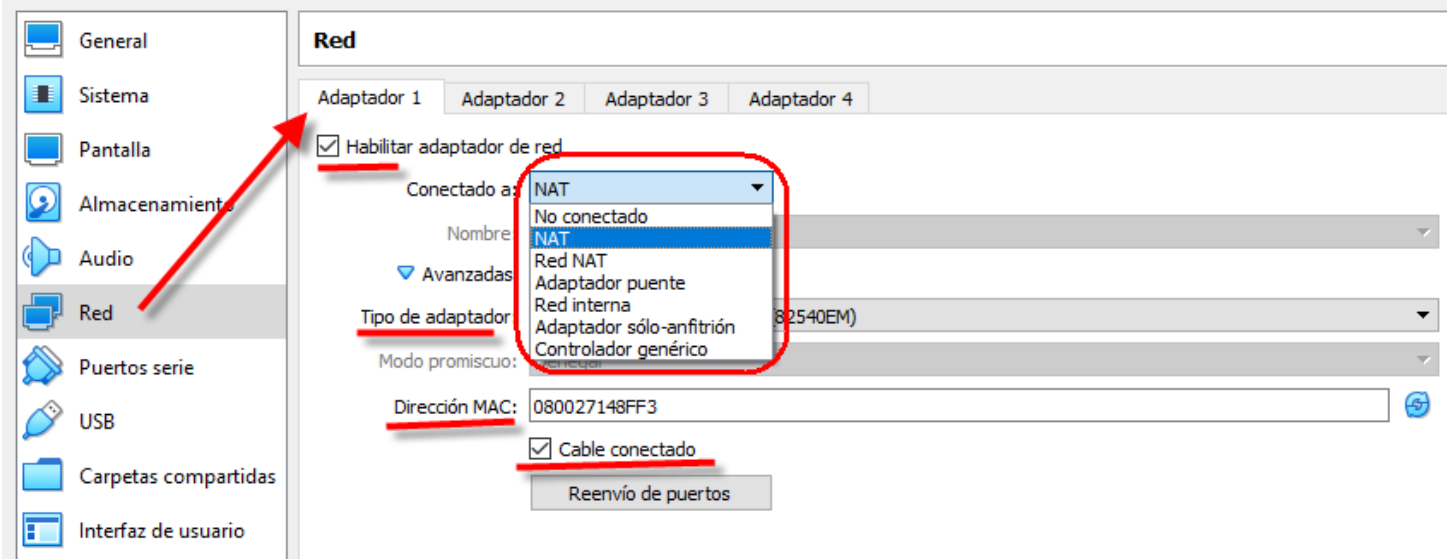 General
Sistema
Pantalla
Almacenamiento
Audio
Red
Puertos serie
USB
Carpetas compartidas
Interfaz de usuario
Red
Adaptador 1 Adaptador 2 Adaptador 3 Adaptador 4
Habilitar adaptador de red
Conectado a: NAT
No conectado
NAT
Red NAT
Adaptador puente
Red interna
Adaptador sólo-anfitrión
Controlador genérico
Nombre
Avanzadas
Tipo de adaptador: (82540EM)
Modo promiscuo:
Dirección MAC: 080027148FF3
Cable conectado
Reenvío de puertos